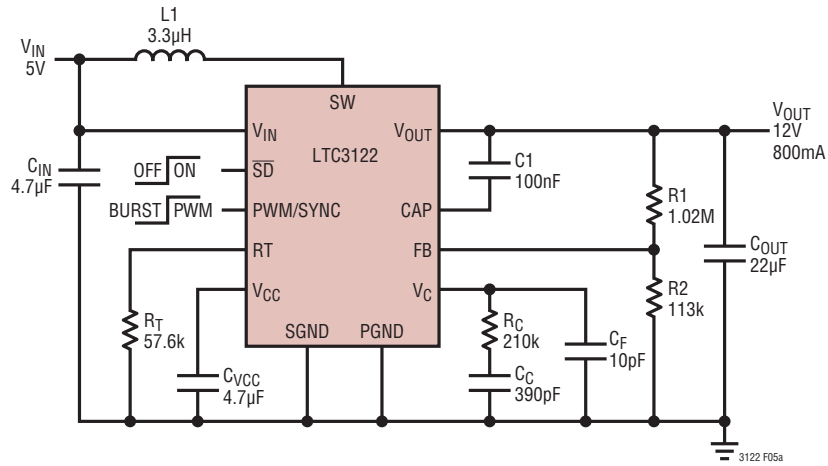 L1
3.3µH
VIN
5V
SW
VIN
VOUT
LTC3122
VOUT
12V
800mA
CIN
4.7µF
OFF ON
SD
C1
100nF
BURST PWM
PWM/SYNC
CAP
R1
1.02M
RT
FB
COUT
22µF
VCC
VC
R2
113k
RT
57.6k
SGND
PGND
RC
210k
CF
10pF
CVCC
4.7µF
CC
390pF
3122 F05a